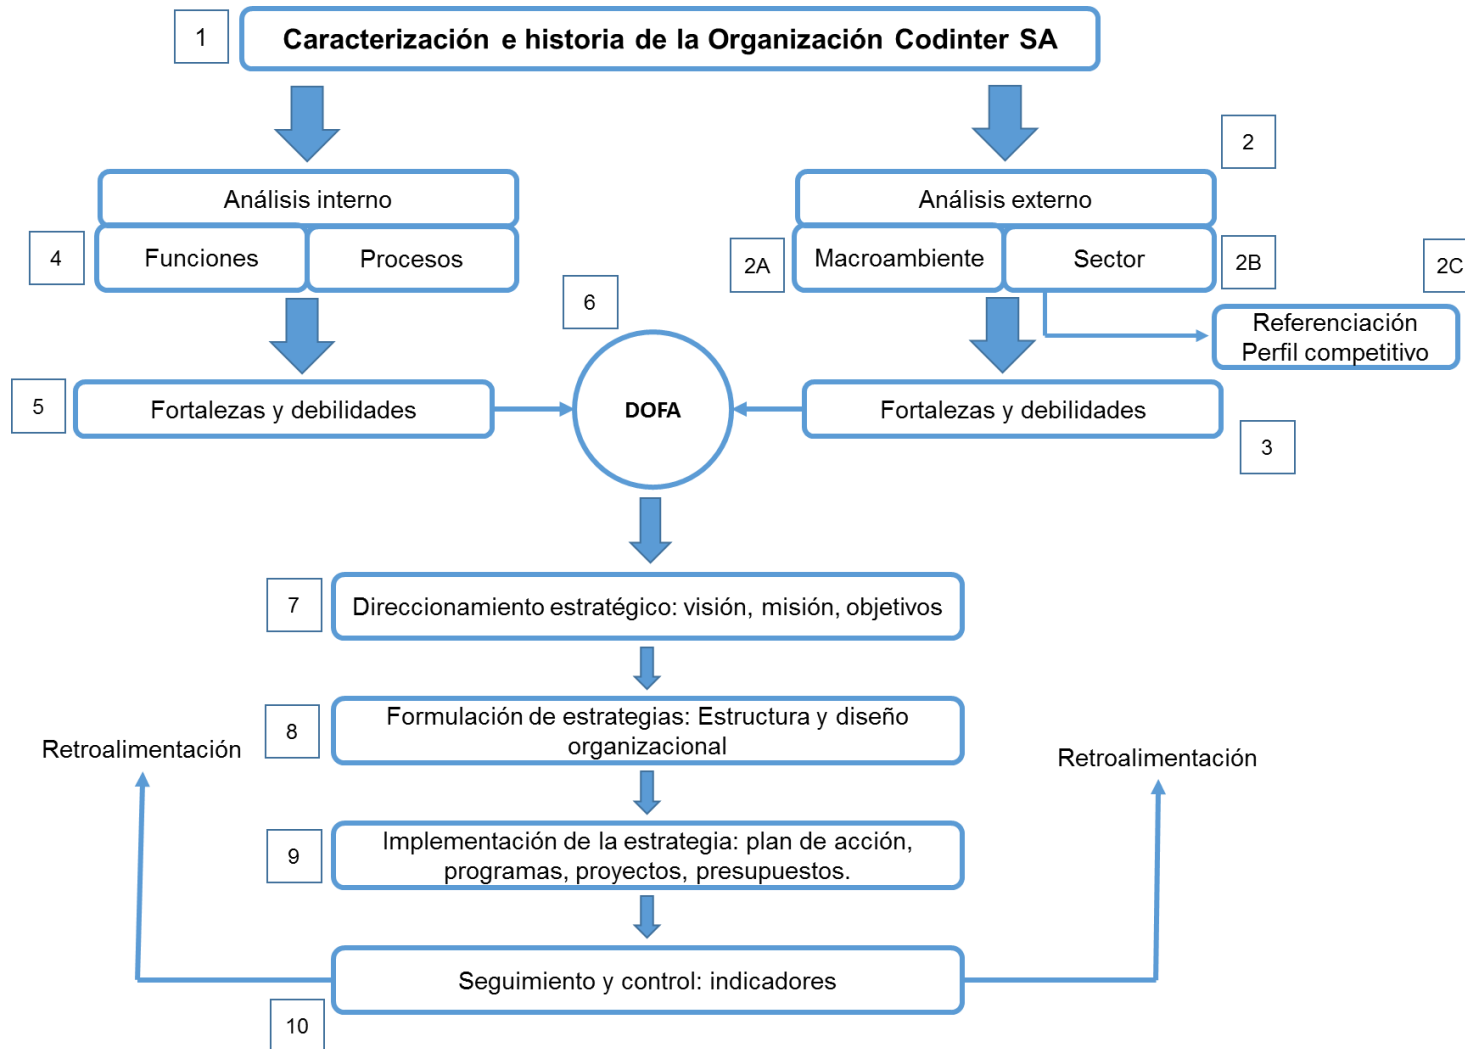 1
Caracterización e historia de la Organización Codinter SA
2
Análisis interno
Análisis externo
4
Funciones
Procesos
2A
Macroambiente
Sector
2B
2C
6
Referenciación
Perfil competitivo
5
Fortalezas y debilidades
DOFA
Fortalezas y debilidades
3
7
Direccionamiento estratégico: visión, misión, objetivos
8
Formulación de estrategias: Estructura y diseño
organizacional
Retroalimentación
Retroalimentación
9
Implementación de la estrategia: plan de acción,
programas, proyectos, presupuestos.
Seguimiento y control: indicadores
10